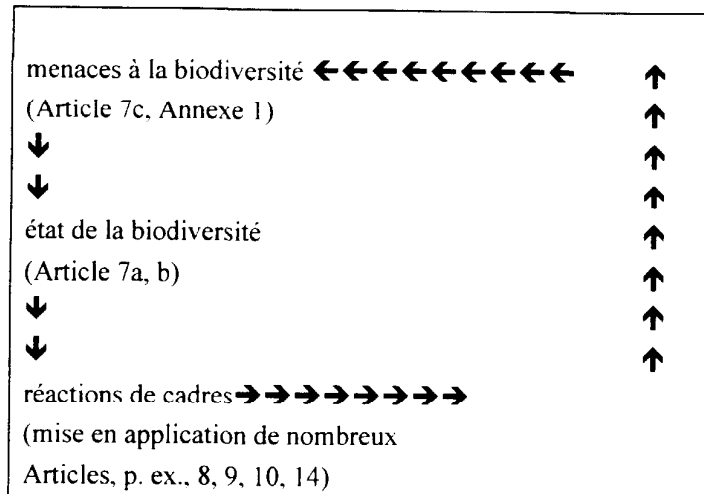 menaces à la biodiversité ←←←←←←←←← ↑
(Article 7c, Annexe 1) ↑
↓ ↑
↓ ↑
état de la biodiversité ↑
(Article 7a, b) ↑
↓ ↑
↓ ↑
réactions de cadres→→→→→→→→
(mise en application de nombreux
Articles, p. ex., 8, 9, 10, 14)